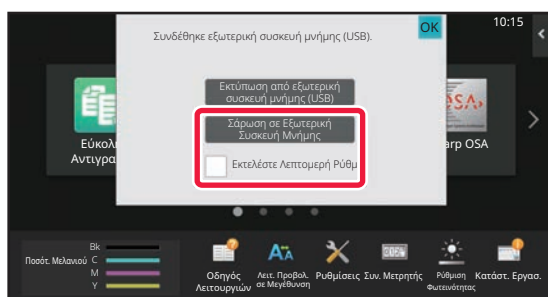 10:15
Συνδέθηκε εξωτερική συσκευή μνήμης (USB).
OK
Εκτύπωση από εξωτερική
συσκευή μνήμης (USB)
Σάρωση σε Εξωτερική
Συσκευή Μνήμης
Εκτελέστε Λεπτομερή Ρύθμ
Εύκολ
Αντιγρα
OSA
arp OSA
Ποσότ. Μελανιού
Bk
C
M
Y
Οδηγός
Λειτουργιών
Λειτ. Προβολ.
σε Μεγέθυνση
Ρυθμίσεις
Συν. Μετρητής
Ρύθμιση
Φωτεινότητας
Κατάστ. Εργασ.